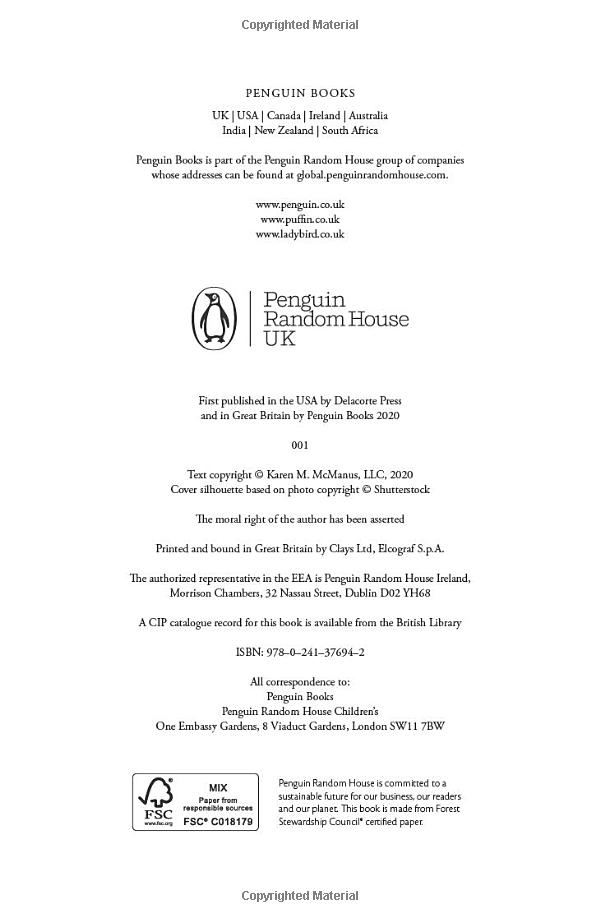 Copyrighted Material
PENGUIN BOOKS
UK | USA | Canada | Ireland | Australia
India | New Zealand | South Africa
Penguin Books is part of the Penguin Random House group of companies
whose addresses can be found at global.penguinrandomhouse.com.
www.penguin.co.uk
www.puffin.co.uk
www.ladybird.co.uk
Penguin
Random House
UK
First published in the USA by Delacorte Press
and in Great Britain by Penguin Books 2020
001
Text copyright © Karen M. McManus, LLC, 2020
Cover silhouette based on photo copyright © Shutterstock
The moral right of the author has been asserted
Printed and bound in Great Britain by Clays Ltd, Elcograf S.p.A.
The authorized representative in the EEA is Penguin Random House Ireland,
Morrison Chambers, 32 Nassau Street, Dublin D02 YH68
A CIP catalogue record for this book is available from the British Library
ISBN: 978–0–241–37694–2
All correspondence to:
Penguin Books
Penguin Random House Children's
One Embassy Gardens, 8 Viaduct Gardens, London SW11 7BW
FSC
www.fsc.org
MIX
Paper from
responsible sources
FSC® C018179
Penguin Random House is committed to a
sustainable future for our business, our readers
and our planet. This book is made from Forest
Stewardship Council® certified paper.
Copyrighted Material